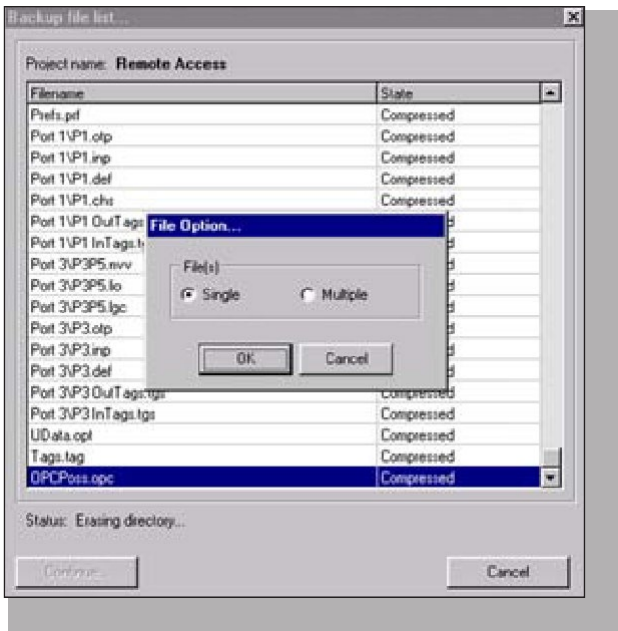 Backup file list...
Project name: Remote Access
Filename State
Prefs.prf Compressed
Port 1\P1.otp Compressed
Port 1\P1.inp Compressed
Port 1\P1.def Compressed
Port 1\P1.chs Compressed
Port 1\P1 OutTags
Port 1\P1 InTags.t
Port 3\P3P5.nvv
Port 3\P3P5.lio
Port 3\P3P5.lgc
Port 3\P3.otp
Port 3\P3.inp
Port 3\P3.def
Port 3\P3 OutTags.tgs Compressed
Port 3\P3 InTags.tgs Compressed
UData.opt Compressed
Tags.tag Compressed
OPCPoss.opc Compressed
File Option...
File(s)
Single Multiple
OK Cancel
Status: Erasing directory...
Continue... Cancel